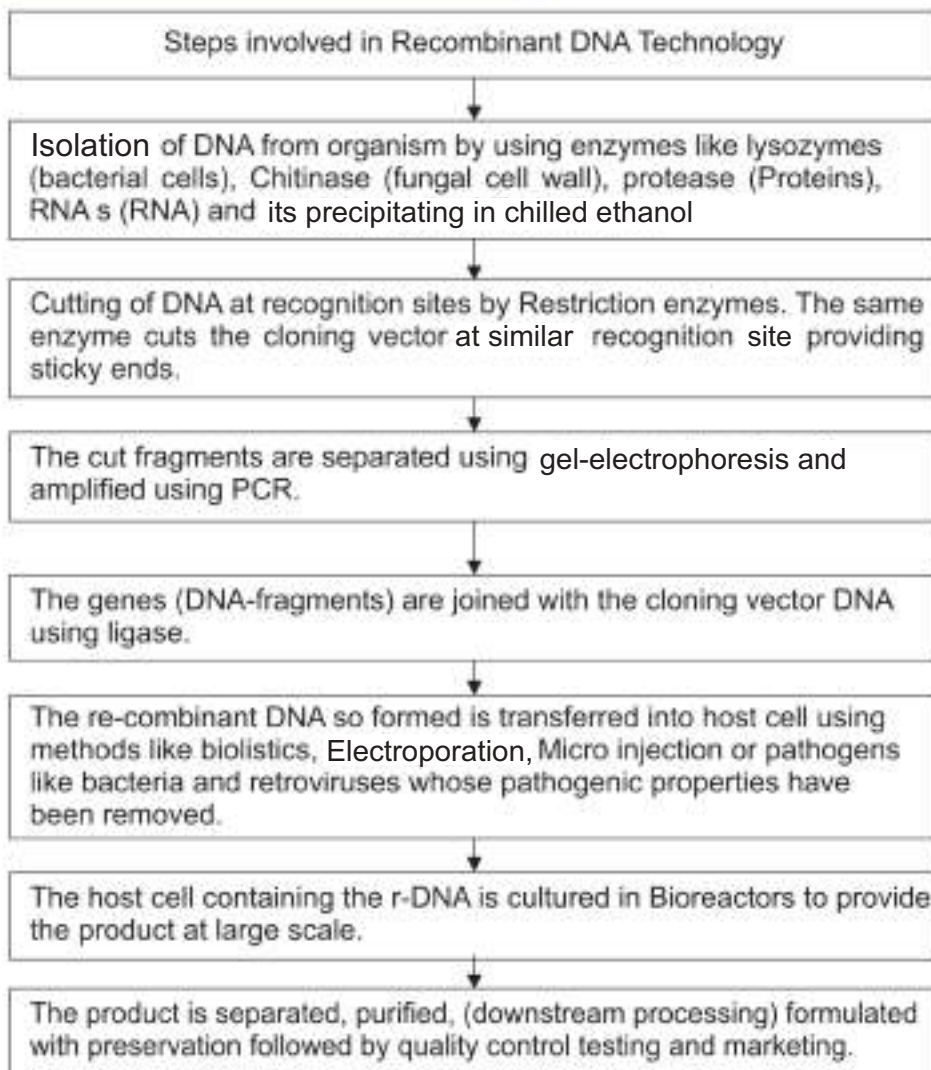 Steps involved in Recombinant DNA Technology
Isolation of DNA from organism by using enzymes like lysozymes
(bacterial cells), Chitinase (fungal cell wall), protease (Proteins),
RNA s (RNA) and its precipitating in chilled ethanol
Cutting of DNA at recognition sites by Restriction enzymes. The same
enzyme cuts the cloning vector at similar recognition site providing
sticky ends.
The cut fragments are separated using gel-electrophoresis and
amplified using PCR.
The genes (DNA-fragments) are joined with the cloning vector DNA
using ligase.
The re-combinant DNA so formed is transferred into host cell using
methods like biolistics, Electroporation, Micro injection or pathogens
like bacteria and retroviruses whose pathogenic properties have
been removed.
The host cell containing the r-DNA is cultured in Bioreactors to provide
the product at large scale.
The product is separated, purified, (downstream processing) formulated
with preservation followed by quality control testing and marketing.